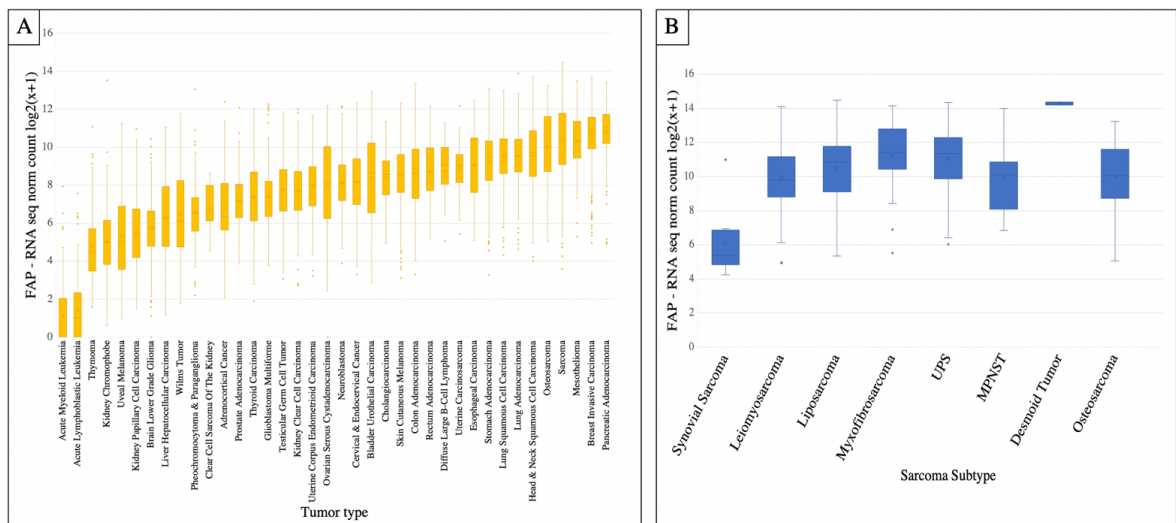 A
FAP - RNA seq norm count log2(x+1)
16
14
12
10
8
6
4
2
0
Acute Myeloid Leukemia
Acute Lymphoblastic Leukemia
Thymoma
Kidney Chromophobe
Uveal Melanoma
Kidney Papillary Cell Carcinoma
Brain Lower Grade Glioma
Liver Hepatocellular Carcinoma
Wilms Tumor
Pheochromocytoma & Paraganglioma
Clear Cell Sarcoma Of The Kidney
Adrenocortical Cancer
Prostate Adenocarcinoma
Thyroid Carcinoma
Glioblastoma Multiforme
Testicular Germ Cell Tumor
Kidney Clear Cell Carcinoma
Uterine Corpus Endometrioid Carcinoma
Ovarian Serous Cystadenocarcinoma
Neuroblastoma
Cervical & Endocervical Cancer
Bladder Urothelial Carcinoma
Cholangiocarcinoma
Skin Cutaneous Melanoma
Colon Adenocarcinoma
Rectum Adenocarcinoma
Diffuse Large B-Cell Lymphoma
Uterine Carcinosarcoma
Esophageal Carcinoma
Stomach Adenocarcinoma
Lung Squamous Cell Carcinoma
Lung Adenocarcinoma
Head & Neck Squamous Cell Carcinoma
Osteosarcoma
Sarcoma
Mesothelioma
Breast Invasive Carcinoma
Pancreatic Adenocarcinoma
Tumor type
B
FAP - RNA seq norm count log2(x+1)
16
14
12
10
8
6
4
2
0
Synovial Sarcoma
Leiomyosarcoma
Liposarcoma
Myxofibrosarcoma
UPS
MPNST
Desmoid Tumor
Osteosarcoma
Sarcoma Subtype